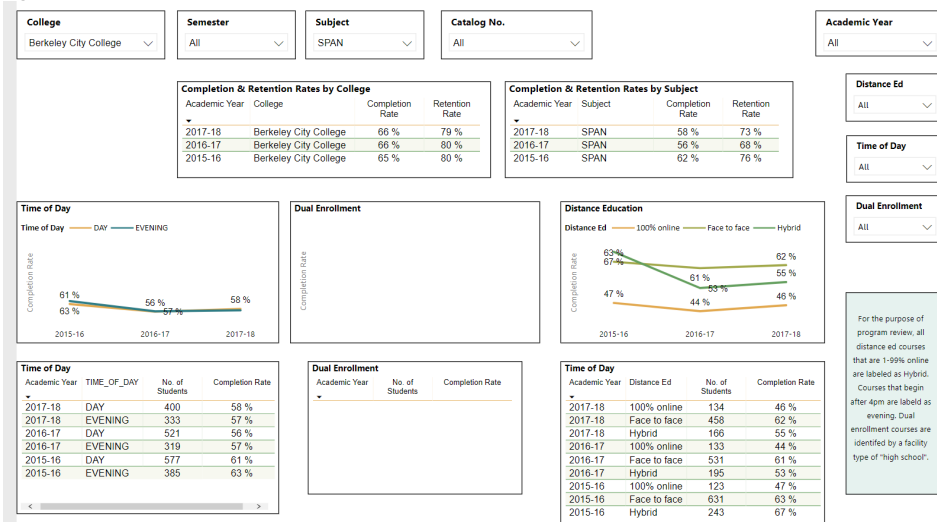 College
Semester
Subject
Catalog No.
Academic Year
Berkeley City College
All
SPAN
All
All
Distance Ed
All
Time of Day
All
Dual Enrollment
All
Completion & Retention Rates by College
Academic Year College Completion Rate Retention Rate
2017-18 Berkeley City College 66 % 79 %
2016-17 Berkeley City College 66 % 80 %
2015-16 Berkeley City College 65 % 80 %
Completion & Retention Rates by Subject
Academic Year Subject Completion Rate Retention Rate
2017-18 SPAN 58 % 73 %
2016-17 SPAN 56 % 68 %
2015-16 SPAN 62 % 76 %
Time of Day
Time of Day DAY EVENING
Completion Rate
61 %
63 %
56 %
57 %
58 %
2015-16 2016-17 2017-18
Dual Enrollment
Completion Rate
Distance Education
Distance Ed 100% online Face to face Hybrid
Completion Rate
63 %
67 %
47 %
61 %
53 %
44 %
62 %
55 %
46 %
2015-16 2016-17 2017-18
Time of Day
Academic Year TIME_OF_DAY No. of Students Completion Rate
2017-18 DAY 400 58 %
2017-18 EVENING 333 57 %
2016-17 DAY 521 56 %
2016-17 EVENING 319 57 %
2015-16 DAY 577 61 %
2015-16 EVENING 385 63 %
Dual Enrollment
Academic Year No. of Students Completion Rate
Time of Day
Academic Year Distance Ed No. of Students Completion Rate
2017-18 100% online 134 46 %
2017-18 Face to face 458 62 %
2017-18 Hybrid 166 55 %
2016-17 100% online 133 44 %
2016-17 Face to face 531 61 %
2016-17 Hybrid 195 53 %
2015-16 100% online 123 47 %
2015-16 Face to face 631 63 %
2015-16 Hybrid 243 67 %
For the purpose of
program review, all
distance ed courses
that are 1-99% online
are labeled as Hybrid.
Courses that begin
after 4pm are labeld as
evening. Dual
enrollment courses are
identifed by a facility
type of "high school".